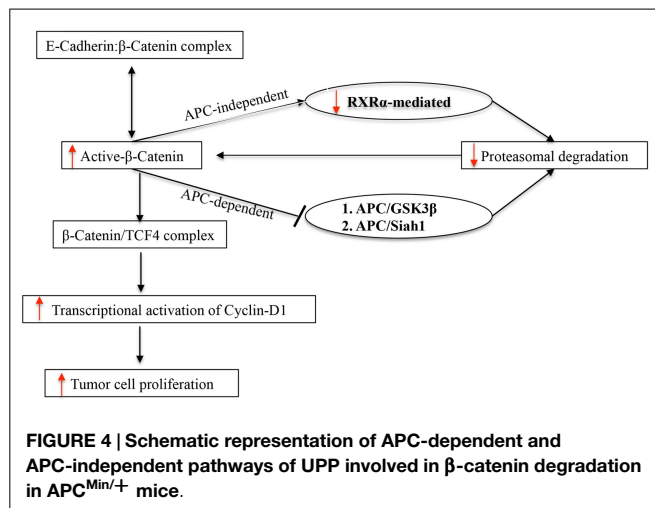 E-Cadherin:β-Catenin complex
APC-independent
RXRα-mediated
Active-β-Catenin
Proteasomal degradation
APC-dependent
1. APC/GSK3β
2. APC/Siah1
β-Catenin/TCF4 complex
Transcriptional activation of Cyclin-D1
Tumor cell proliferation
FIGURE 4 | Schematic representation of APC-dependent and
APC-independent pathways of UPP involved in β-catenin degradation
in APCMin/+ mice.